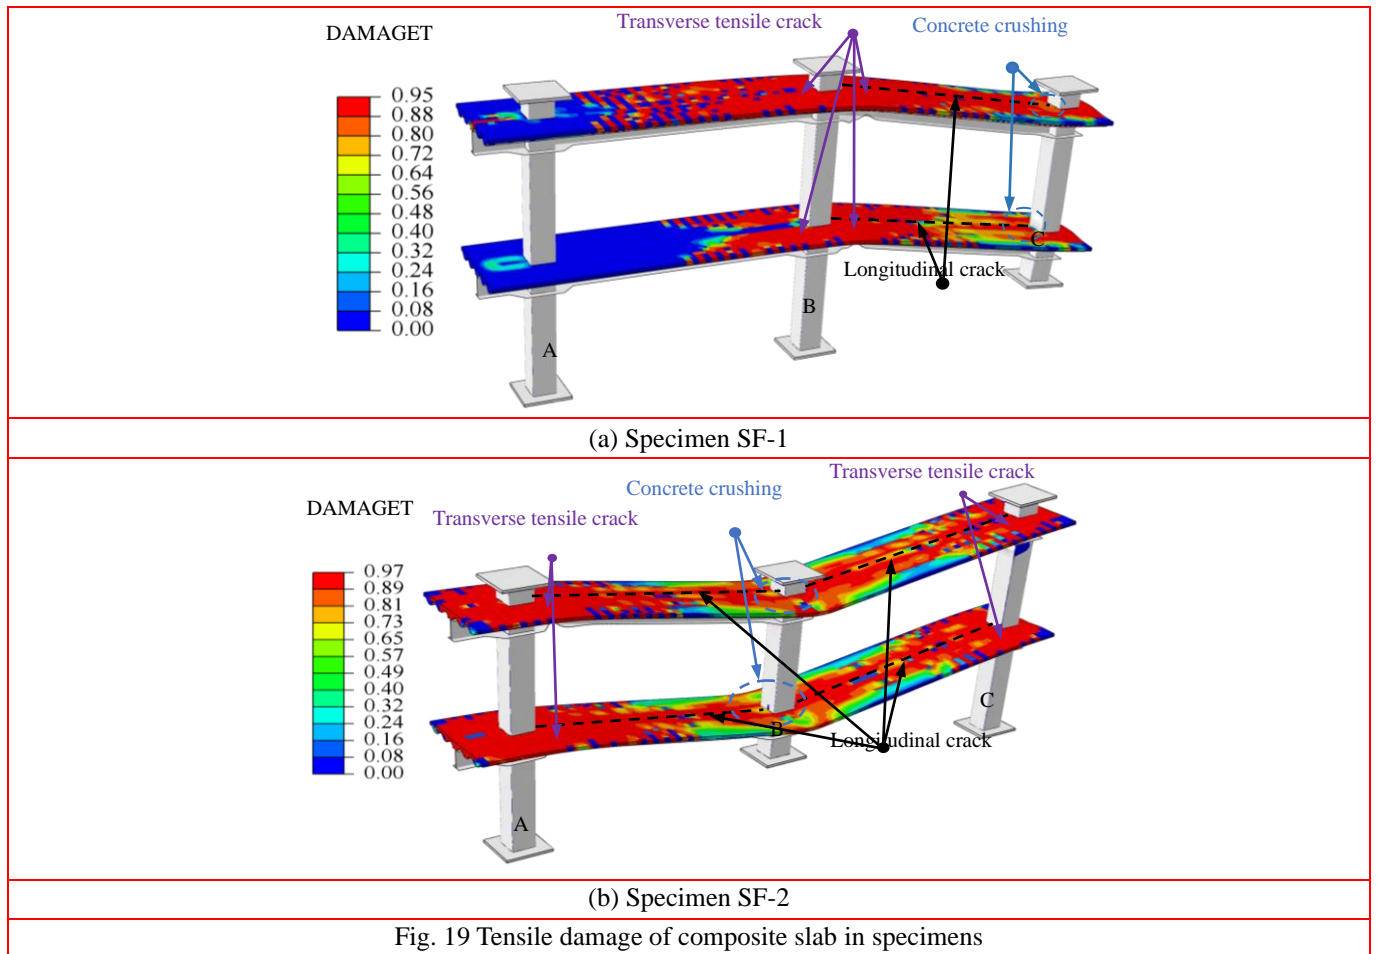 Transverse tensile crack
Concrete crushing
DAMAGET
0.95
0.88
0.80
0.72
0.64
0.56
0.48
0.40
0.32
0.24
0.16
0.08
0.00
C
Longitudinal crack
B
A
(a) Specimen SF-1
Transverse tensile crack
Concrete crushing
DAMAGET
Transverse tensile crack
0.97
0.89
0.81
0.73
0.65
0.57
0.49
0.40
0.32
0.24
0.16
0.08
0.00
C
B
Longitudinal crack
A
(b) Specimen SF-2
Fig. 19 Tensile damage of composite slab in specimens